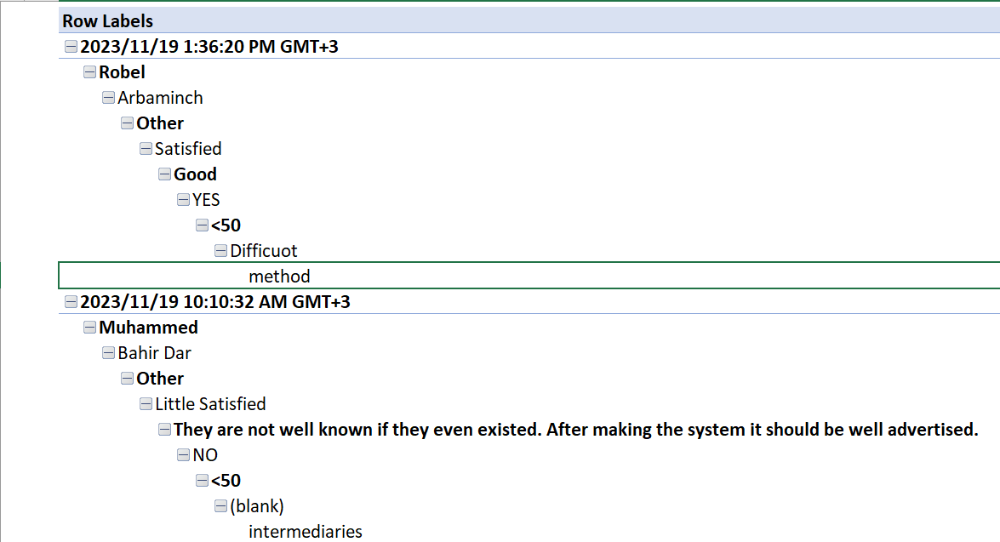 Row Labels
2023/11/19 1:36:20 PM GMT+3
Robel
Arbaminch
Other
Satisfied
Good
YES
<50
Difficuot
method
2023/11/19 10:10:32 AM GMT+3
Muhammed
Bahir Dar
Other
Little Satisfied
They are not well known if they even existed. After making the system it should be well advertised.
NO
<50
(blank)
intermediaries